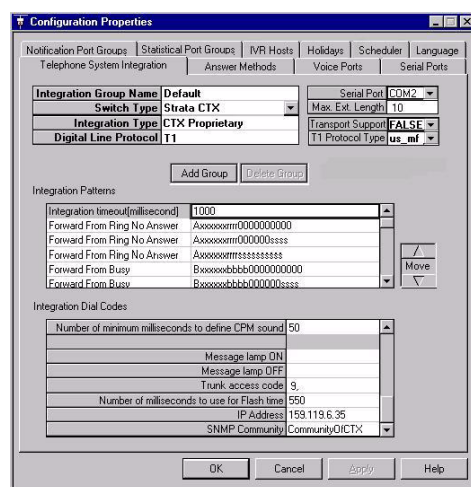 Configuration Properties
Notification Port Groups Statistical Port Groups IVR Hosts Holidays Scheduler Language
Telephone System Integration Answer Methods Voice Ports Serial Ports
Integration Group Name Default Serial Port COM2
Switch Type Strata CTX Max. Ext. Length 10
Integration Type CTX Proprietary Transport Support FALSE
Digital Line Protocol T1 T1 Protocol Type us_mf
Add Group Delete Group
Integration Patterns
Integration timeout[millisecond] 1000
Forward From Ring No Answer Axxxxxxrrrr0000000000
Forward From Ring No Answer Axxxxxxrrrr000000ssss
Forward From Ring No Answer Axxxxxxrrrrssssssssss
Forward From Busy Bxxxxxxbbbb0000000000
Forward From Busy Bxxxxxxbbbb000000ssss
Move
Integration Dial Codes
Number of minimum milliseconds to define CPM sound 50
Message lamp ON
Message lamp OFF
Trunk access code 9,
Number of milliseconds to use for Flash time 550
IP Address 159.119.6.35
SNMP Community CommunityOfCTX
OK Cancel Apply Help